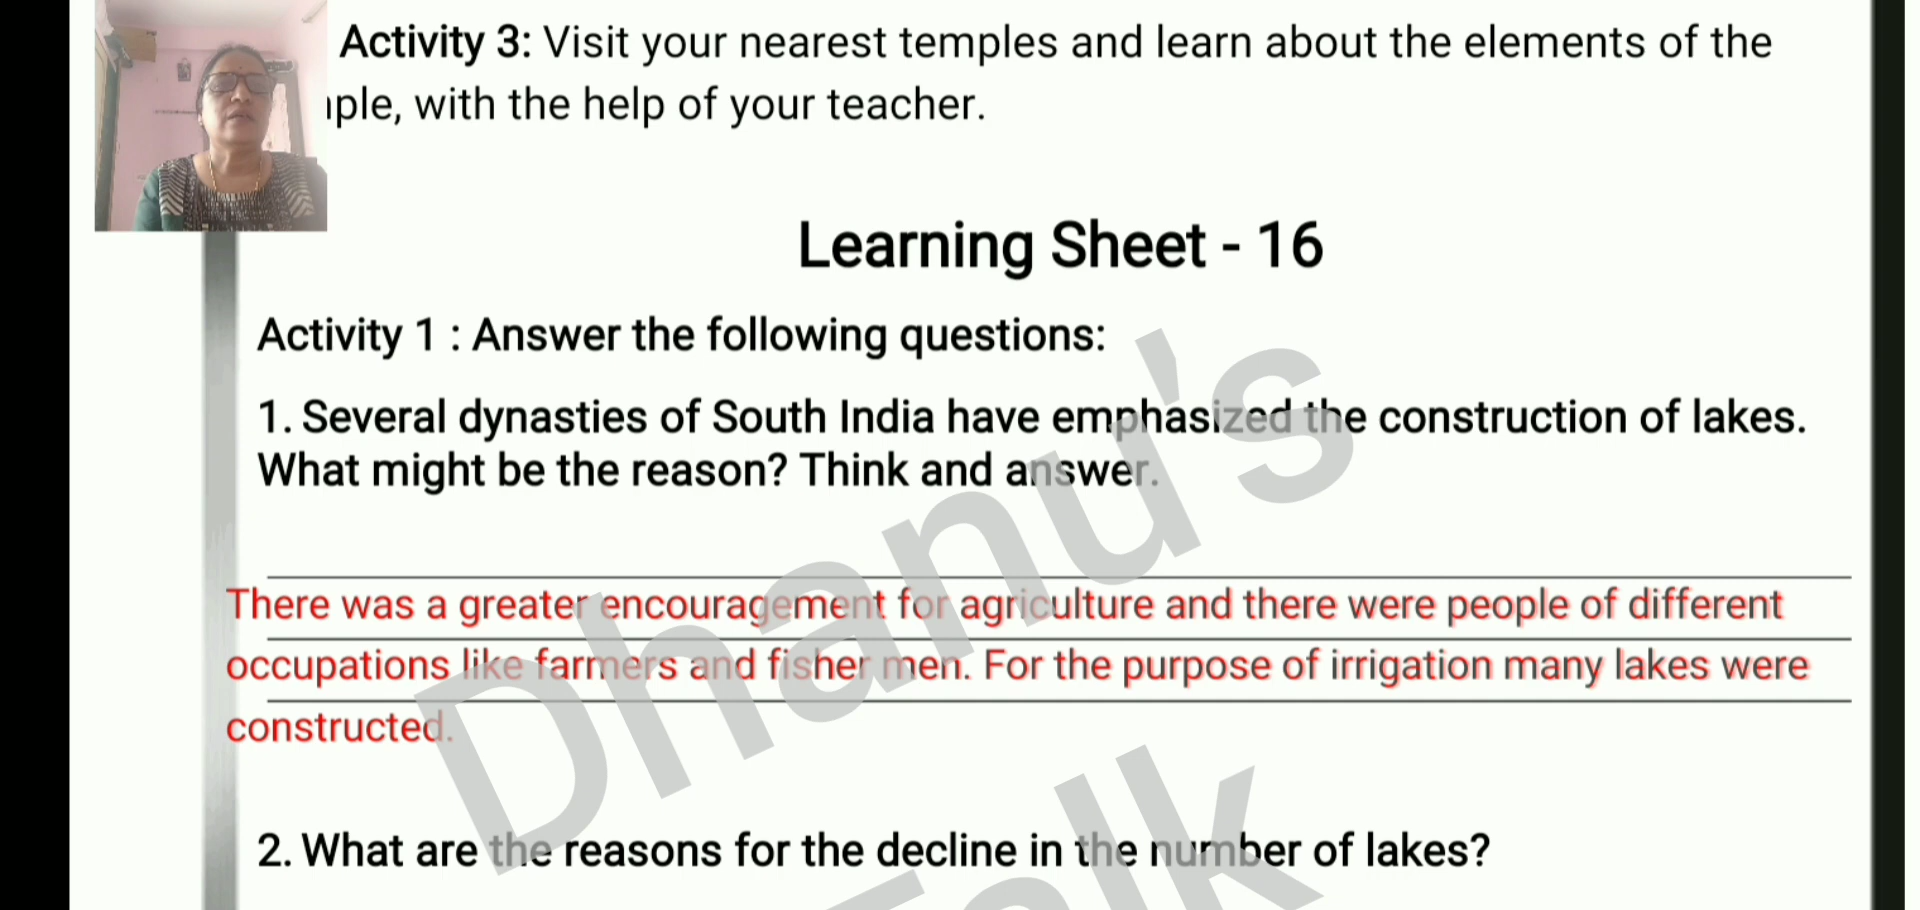 Activity 3: Visit your nearest temples and learn about the elements of the
ple, with the help of your teacher.
Learning Sheet - 16
Activity 1 : Answer the following questions:
1. Several dynasties of South India have emphasized the construction of lakes.
What might be the reason? Think and answer.
There was a greater encouragement for agriculture and there were people of different
occupations like farmers and fisher men. For the purpose of irrigation many lakes were
constructed.
2. What are the reasons for the decline in the number of lakes?
Dhanu's
Talk